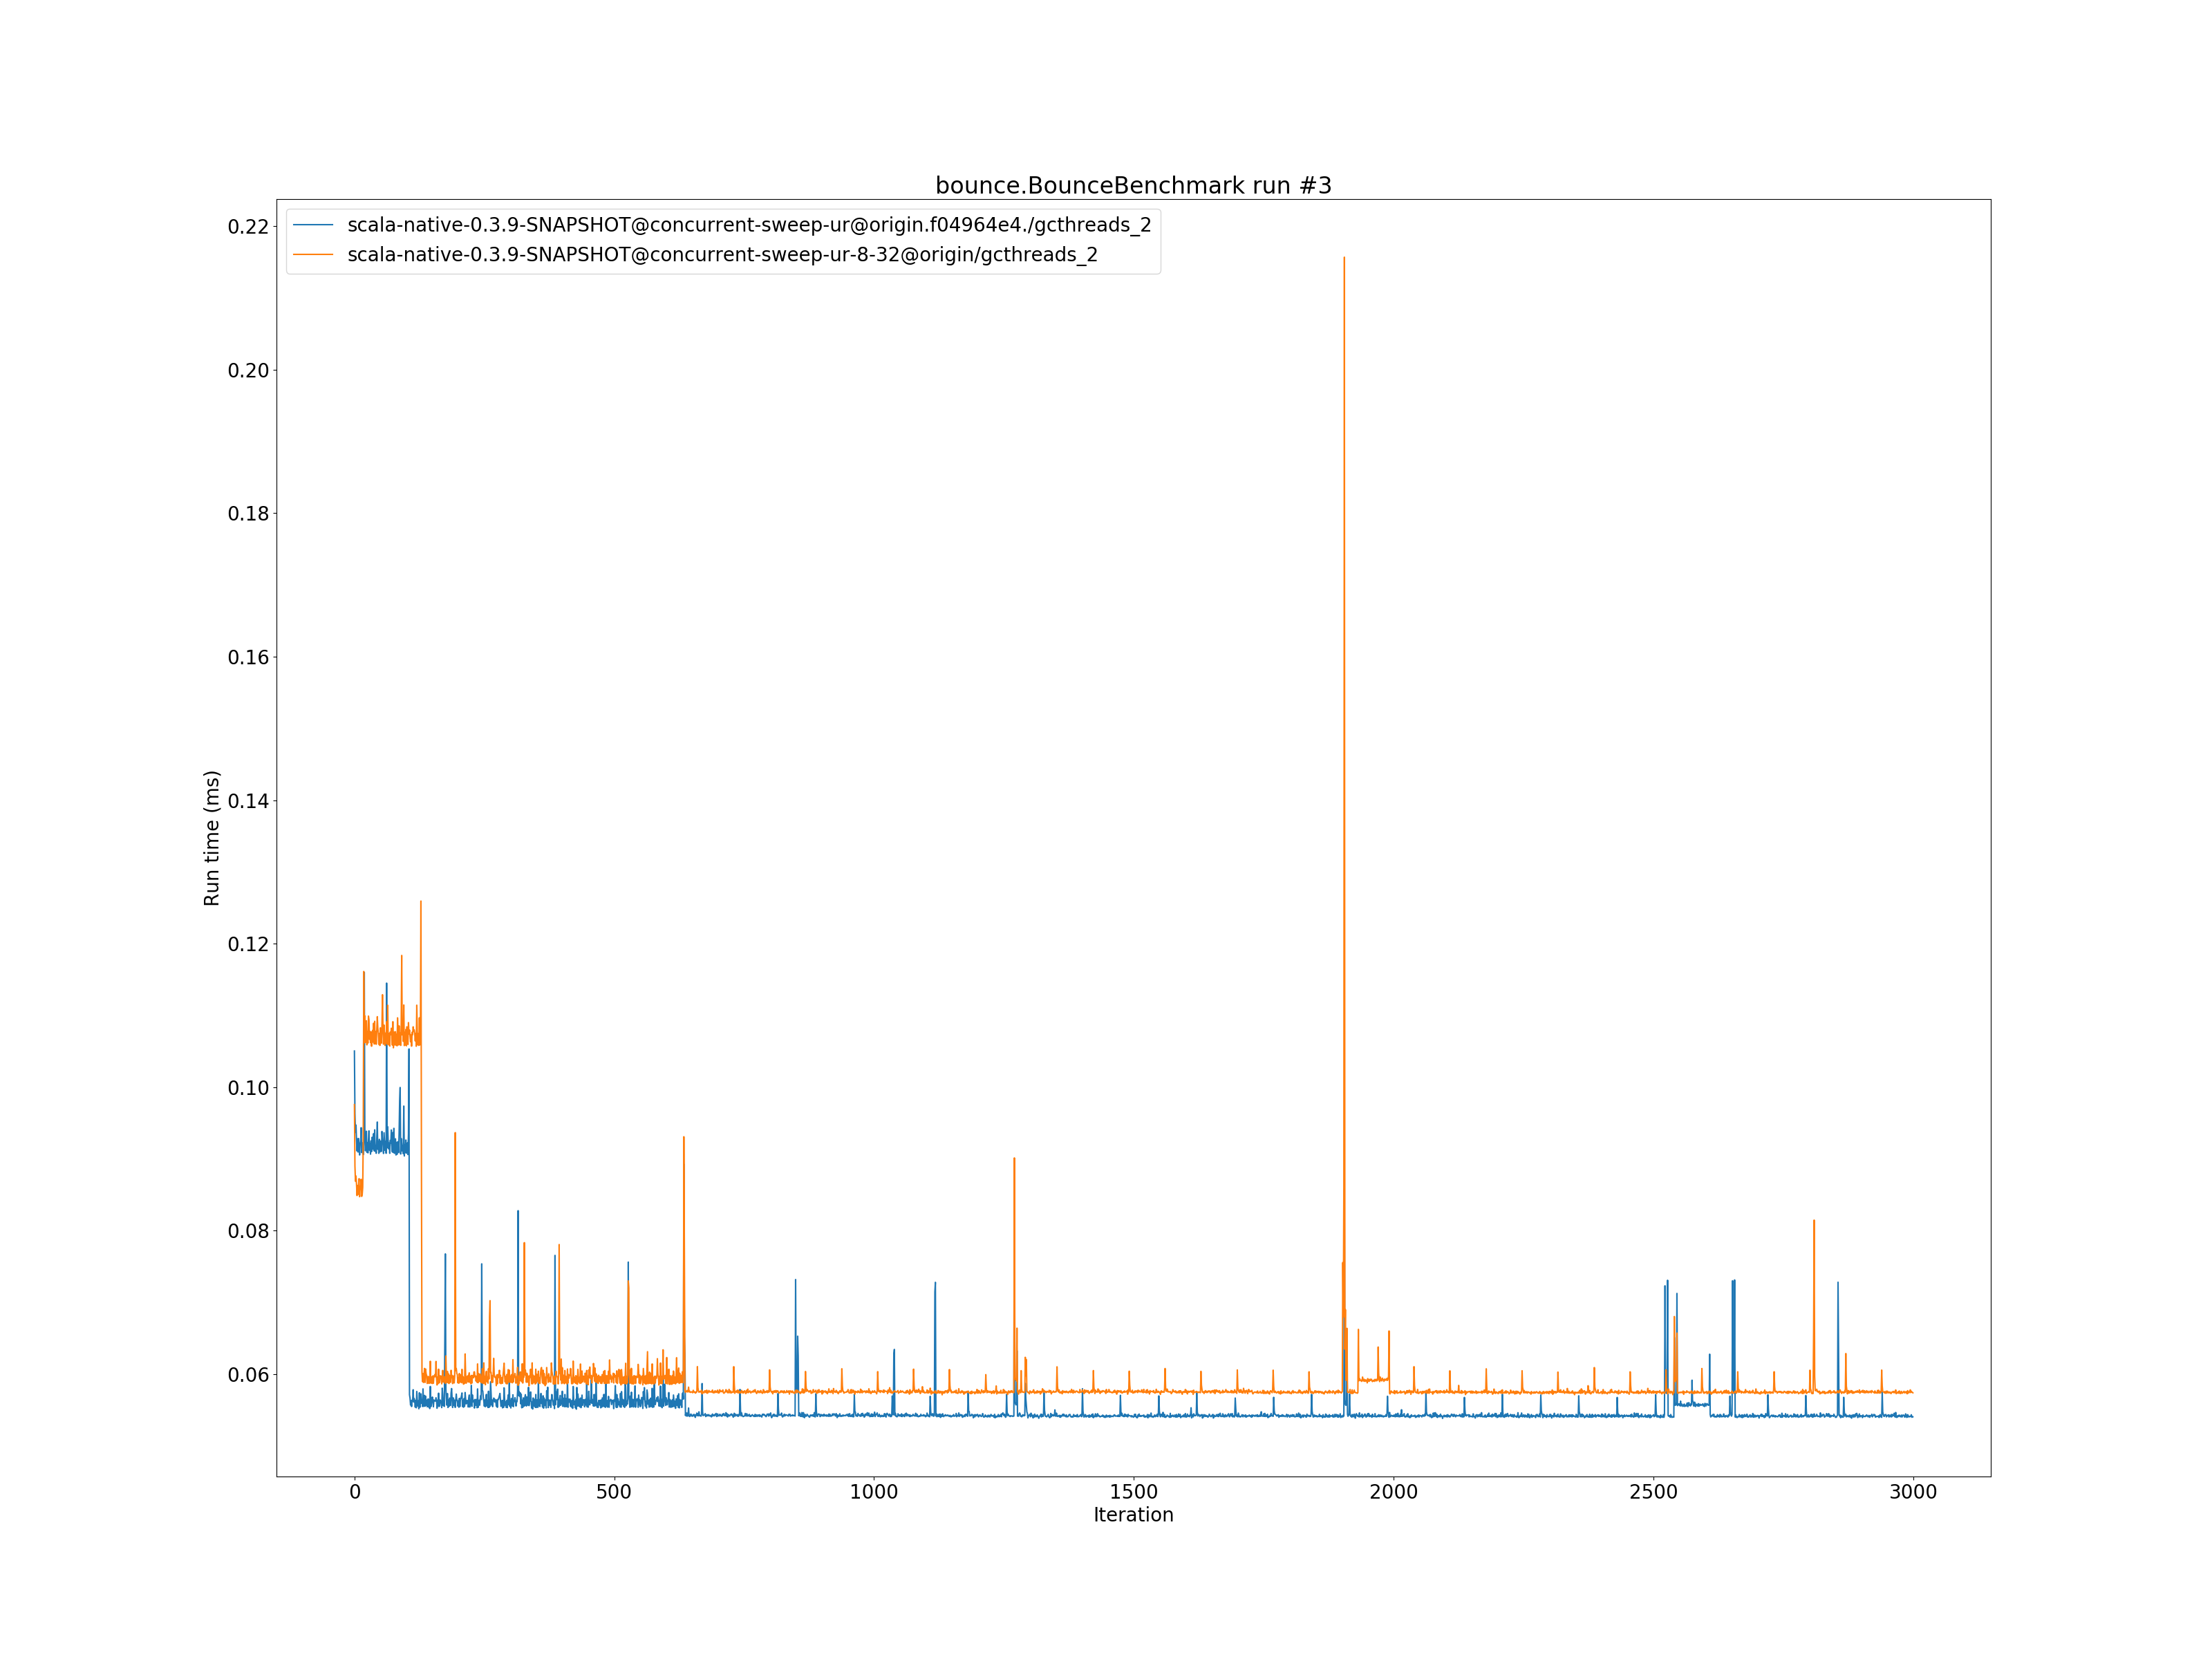 bounce.BounceBenchmark run #3
scala-native-0.3.9-SNAPSHOT@concurrent-sweep-ur@origin.f04964e4./gcthreads_2
scala-native-0.3.9-SNAPSHOT@concurrent-sweep-ur-8-32@origin/gcthreads_2
0.22
0.20
0.18
0.16
0.14
0.12
0.10
0.08
0.06
Run time (ms)
0 500 1000 1500 2000 2500 3000
Iteration